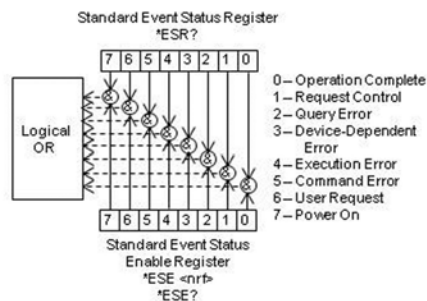 Standard Event Status Register
*ESR?
7 6 5 4 3 2 1 0
& & & & & & & &
Logical
OR
7 6 5 4 3 2 1 0
Standard Event Status
Enable Register
*ESE <nrf>
*ESE?
0 – Operation Complete
1 – Request Control
2 – Query Error
3 – Device-Dependent
Error
4 – Execution Error
5 – Command Error
6 – User Request
7 – Power On